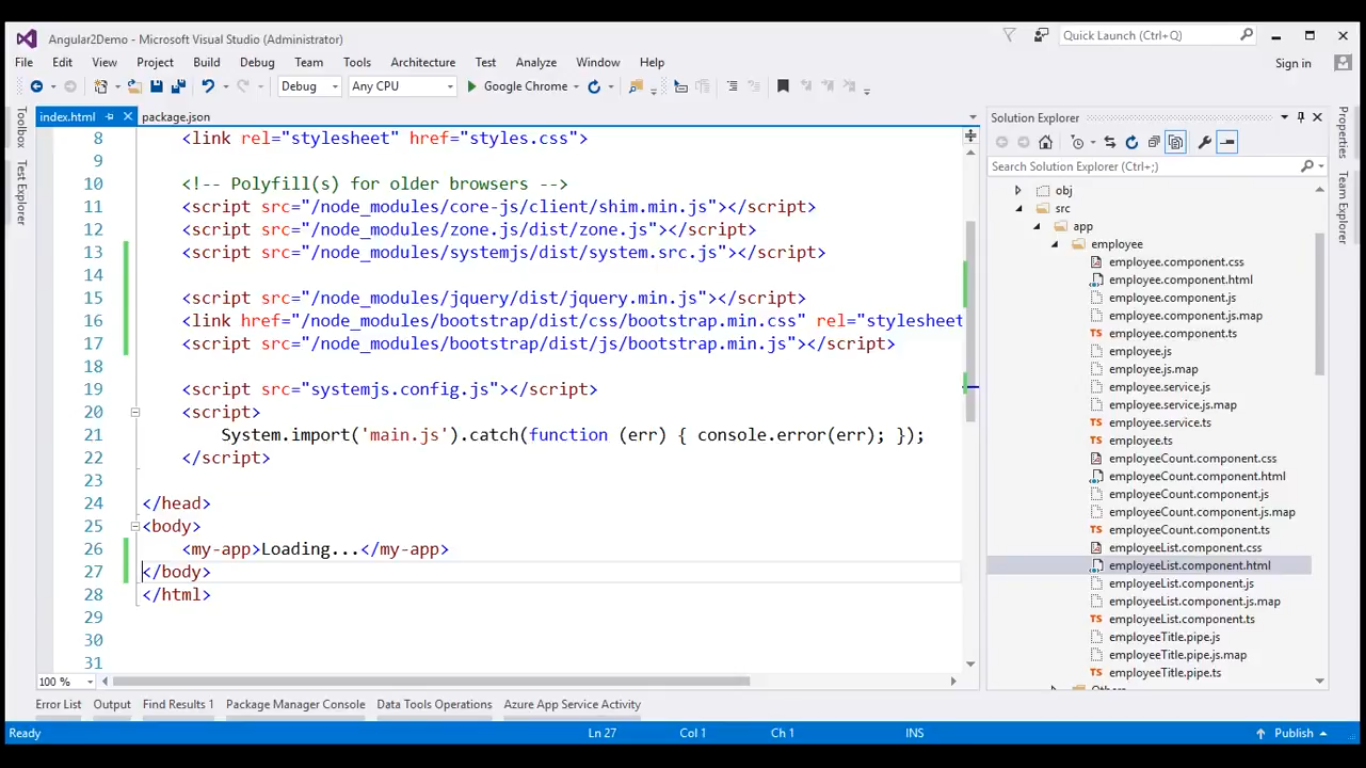 Angular2Demo - Microsoft Visual Studio (Administrator)
Quick Launch (Ctrl+Q)
File Edit View Project Build Debug Team Tools Architecture Test Analyze Window Help
Sign in
Debug Any CPU Google Chrome
Toolbox
Test Explorer
index.html package.json
8 <link rel="stylesheet" href="styles.css">
9
10 <!-- Polyfill(s) for older browsers -->
11 <script src="/node_modules/core-js/client/shim.min.js"></script>
12 <script src="/node_modules/zone.js/dist/zone.js"></script>
13 <script src="/node_modules/systemjs/dist/system.src.js"></script>
14
15 <script src="/node_modules/jquery/dist/jquery.min.js"></script>
16 <link href="/node_modules/bootstrap/dist/css/bootstrap.min.css" rel="stylesheet
17 <script src="/node_modules/bootstrap/dist/js/bootstrap.min.js"></script>
18
19 <script src="systemjs.config.js"></script>
20 <script>
21 System.import('main.js').catch(function (err) { console.error(err); });
22 </script>
23
24 </head>
25 <body>
26 <my-app>Loading...</my-app>
27 </body>
28 </html>
29
30
31
100 %
Solution Explorer
Search Solution Explorer (Ctrl+;)
obj
src
app
employee
employee.component.css
employee.component.html
employee.component.js
employee.component.js.map
TS employee.component.ts
employee.js
employee.js.map
employee.service.js
employee.service.js.map
TS employee.service.ts
TS employee.ts
employeeCount.component.css
employeeCount.component.html
employeeCount.component.js
employeeCount.component.js.map
TS employeeCount.component.ts
employeeList.component.css
employeeList.component.html
employeeList.component.js
employeeList.component.js.map
TS employeeList.component.ts
employeeTitle.pipe.js
employeeTitle.pipe.js.map
TS employeeTitle.pipe.ts
Others
Properties
Team Explorer
Error List Output Find Results 1 Package Manager Console Data Tools Operations Azure App Service Activity
Ready Ln 27 Col 1 Ch 1 INS Publish